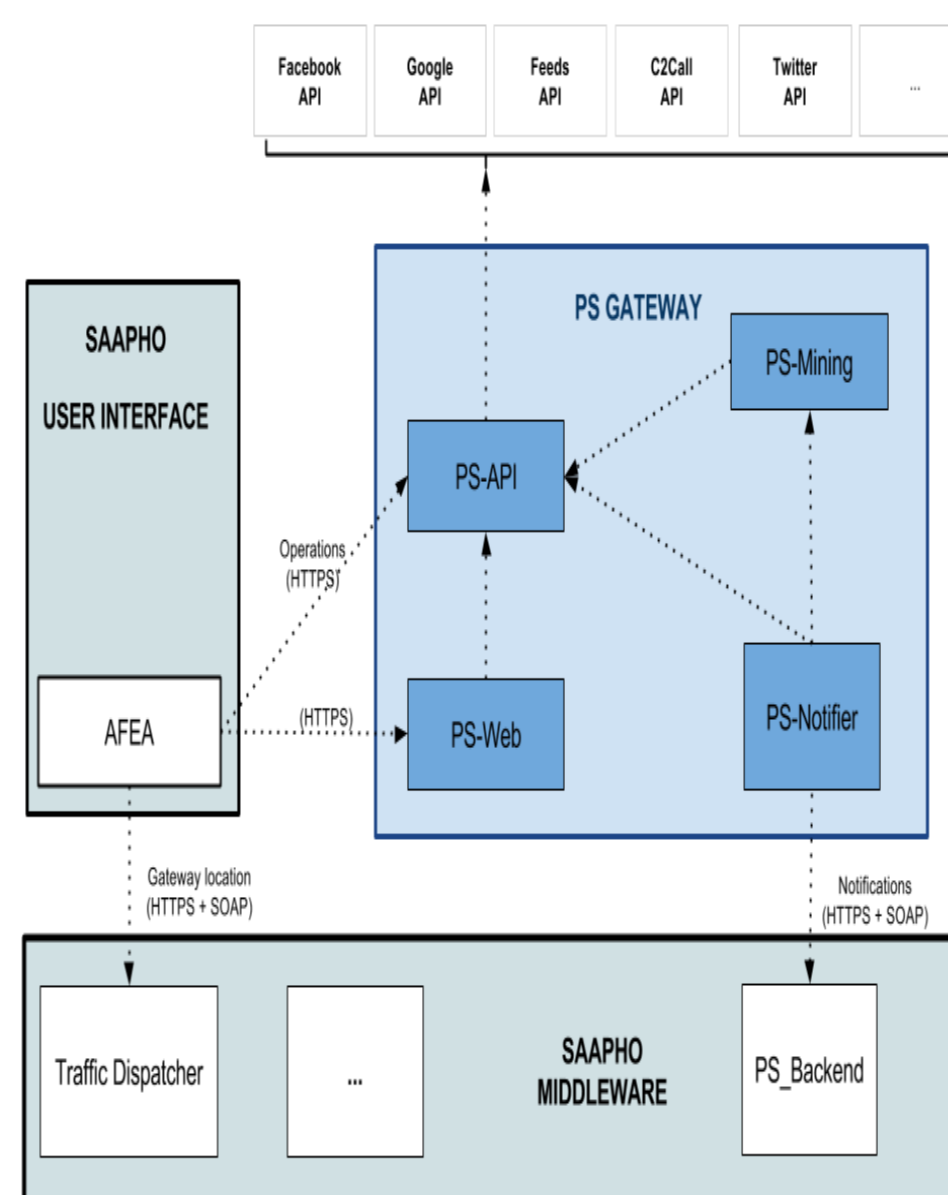 Facebook
API
Google
API
Feeds
API
C2Call
API
Twitter
API
...
SAAPHO
USER INTERFACE
PS GATEWAY
PS-Mining
PS-API
Operations
(HTTPS)
AFEA
(HTTPS)
PS-Web
PS-Notifier
Gateway location
(HTTPS + SOAP)
Notifications
(HTTPS + SOAP)
Traffic Dispatcher
...
SAAPHO
MIDDLEWARE
PS_Backend